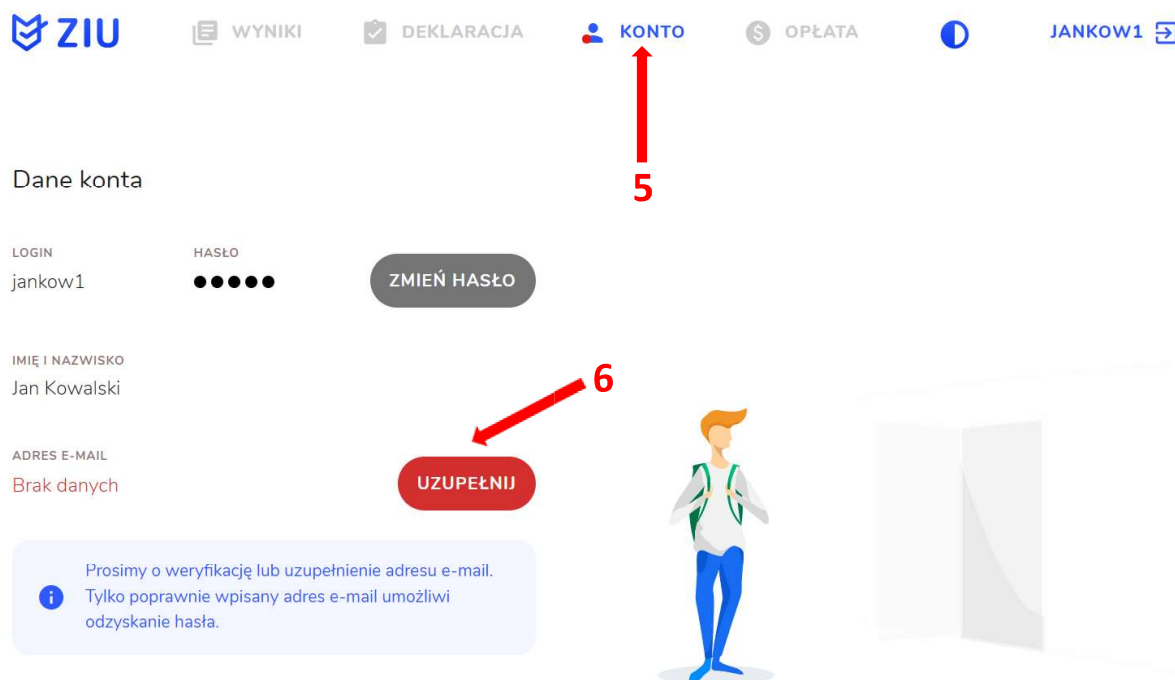 ZIU WYNIKI DEKLARACJA KONTO $ OPŁATA JANKOW1
5
Dane konta
LOGIN HASŁO
jankow1 ●●●●● ZMIEŃ HASŁO
IMIĘ I NAZWISKO
Jan Kowalski
6
ADRES E-MAIL
Brak danych UZUPEŁNIJ
Prosimy o weryfikację lub uzupełnienie adresu e-mail.
i Tylko poprawnie wpisany adres e-mail umożliwi
odzyskanie hasła.